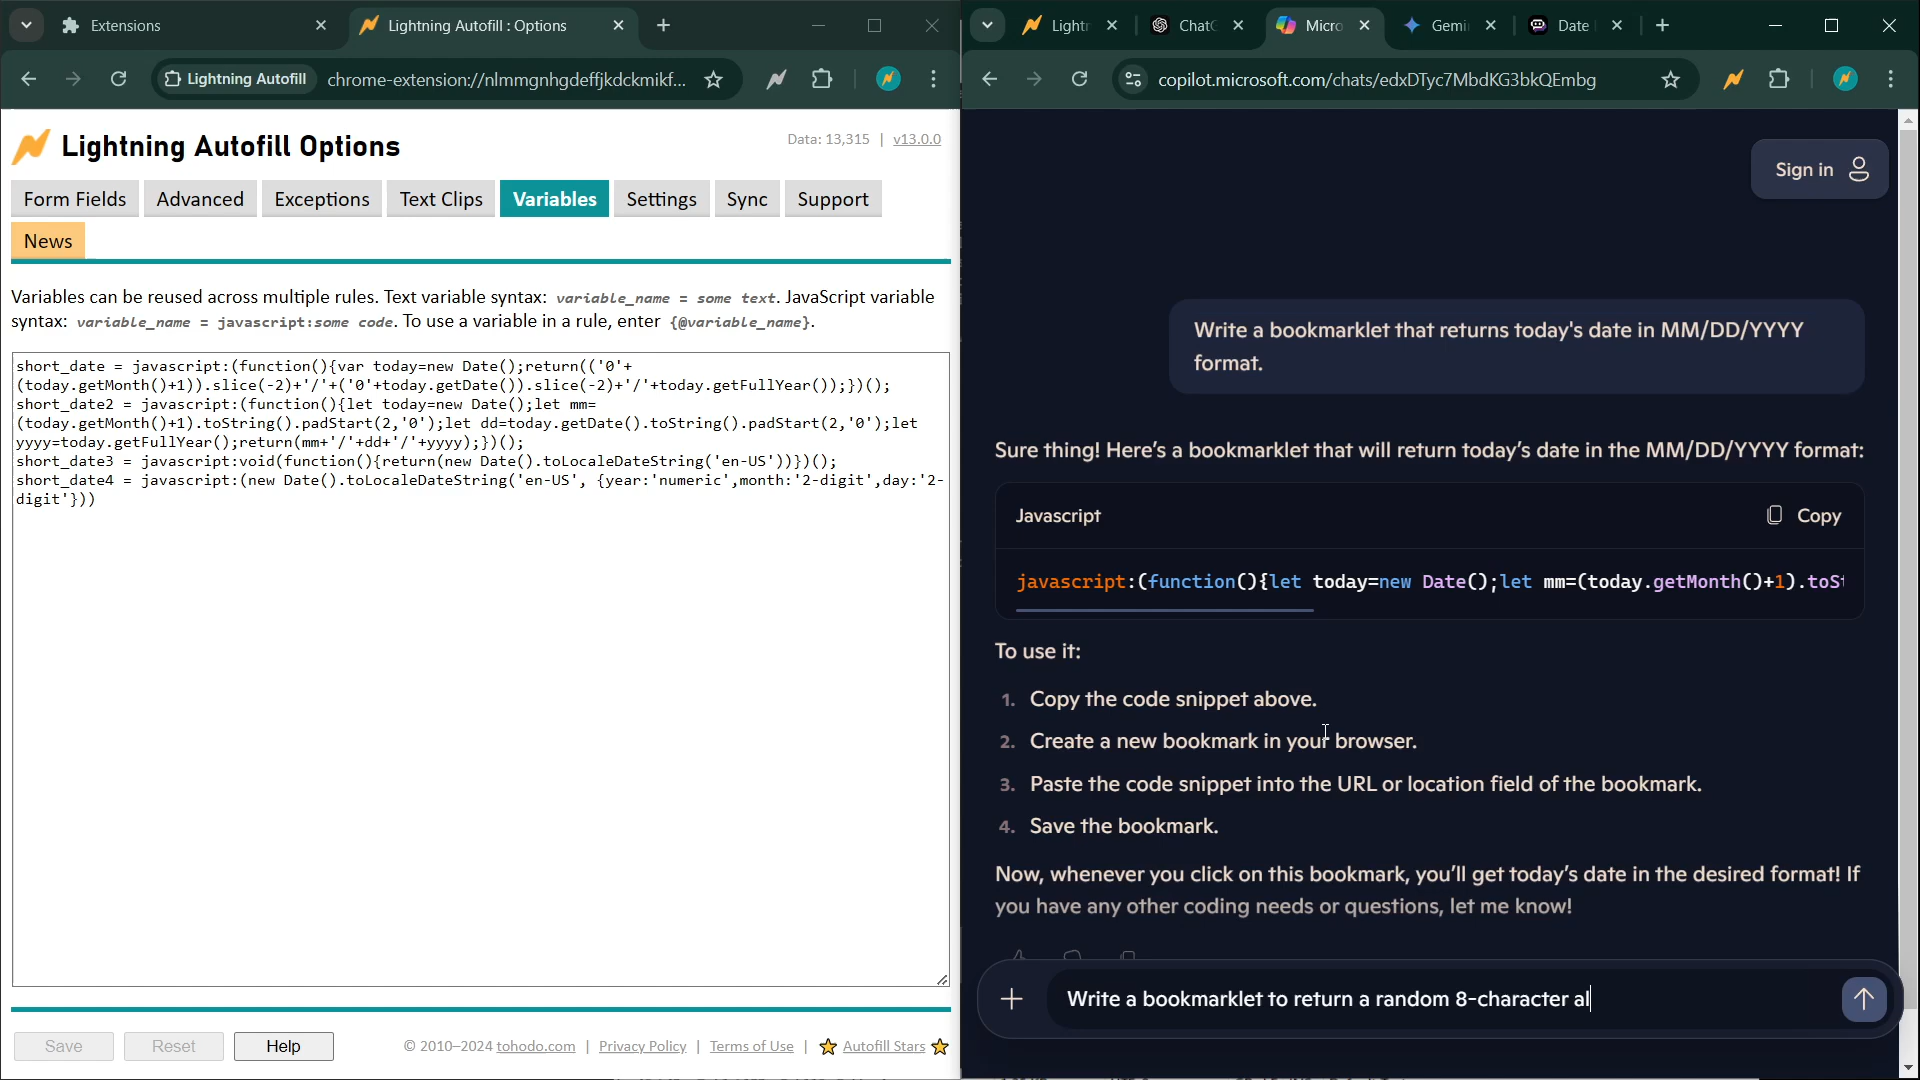 Extensions
Lightning Autofill : Options
Lightning Autofill
chrome-extension://nlmmgnhgdeffjkdckmikf...
Lightning Autofill Options
Data: 13,315 | v13.0.0
Form Fields
Advanced
Exceptions
Text Clips
Variables
Settings
Sync
Support
News
Variables can be reused across multiple rules. Text variable syntax: variable_name = some text. JavaScript variable
syntax: variable_name = javascript:some code. To use a variable in a rule, enter {@variable_name}.
short_date = javascript:(function(){var today=new Date();return(('0'+
(today.getMonth()+1)).slice(-2)+'/'+('0'+today.getDate()).slice(-2)+'/'+today.getFullYear());})();
short_date2 = javascript:(function(){let today=new Date();let mm=
(today.getMonth()+1).toString().padStart(2,'0');let dd=today.getDate().toString().padStart(2,'0');let
yyyy=today.getFullYear();return(mm+'/'+dd+'/'+yyyy);})();
short_date3 = javascript:void(function(){return(new Date().toLocaleDateString('en-US'))})();
short_date4 = javascript:(new Date().toLocaleDateString('en-US', {year:'numeric',month:'2-digit',day:'2-
digit'}))
Save
Reset
Help
© 2010–2024 tohodo.com | Privacy Policy | Terms of Use | Autofill Stars
Lightn
ChatG
Micro
Gemi
Date
copilot.microsoft.com/chats/edxDTyc7MbdKG3bkQEmbg
Sign in
Write a bookmarklet that returns today's date in MM/DD/YYYY
format.
Sure thing! Here’s a bookmarklet that will return today’s date in the MM/DD/YYYY format:
Javascript
Copy
javascript:(function(){let today=new Date();let mm=(today.getMonth()+1).toSt
To use it:
1. Copy the code snippet above.
2. Create a new bookmark in your browser.
3. Paste the code snippet into the URL or location field of the bookmark.
4. Save the bookmark.
Now, whenever you click on this bookmark, you’ll get today’s date in the desired format! If
you have any other coding needs or questions, let me know!
Write a bookmarklet to return a random 8-character al